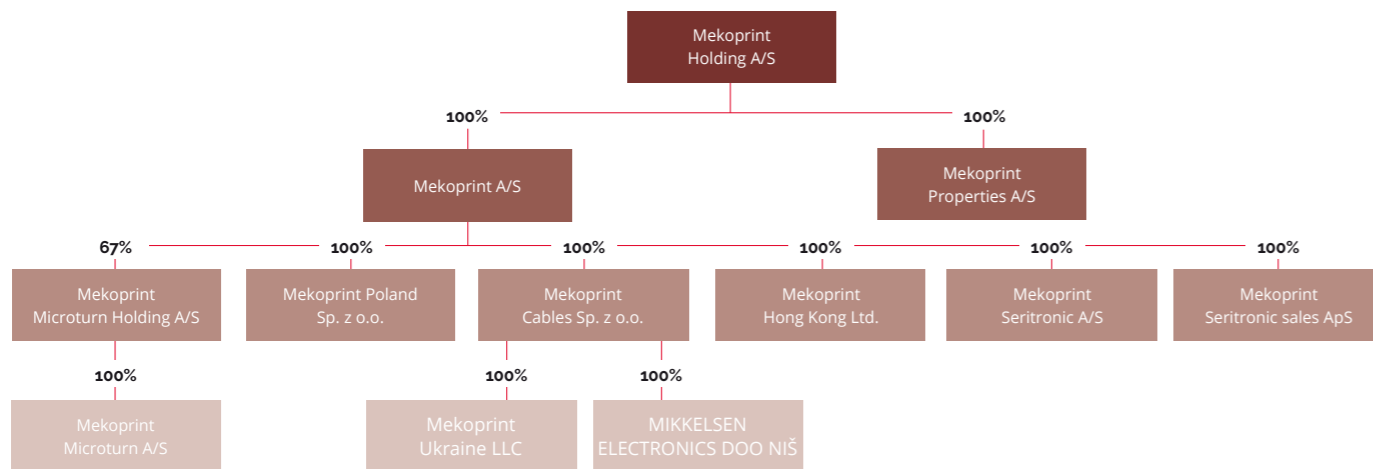 Mekoprint
Holding A/S
100%
100%
Mekoprint A/S
Mekoprint
Properties A/S
67%
100%
100%
100%
100%
100%
Mekoprint
Microturn Holding A/S
Mekoprint Poland
Sp. z o.o.
Mekoprint
Cables Sp. z o.o.
Mekoprint
Hong Kong Ltd.
Mekoprint
Seritronic A/S
Mekoprint
Seritronic sales ApS
100%
100%
100%
Mekoprint
Microturn A/S
Mekoprint
Ukraine LLC
MIKKELSEN
ELECTRONICS DOO NIŠ